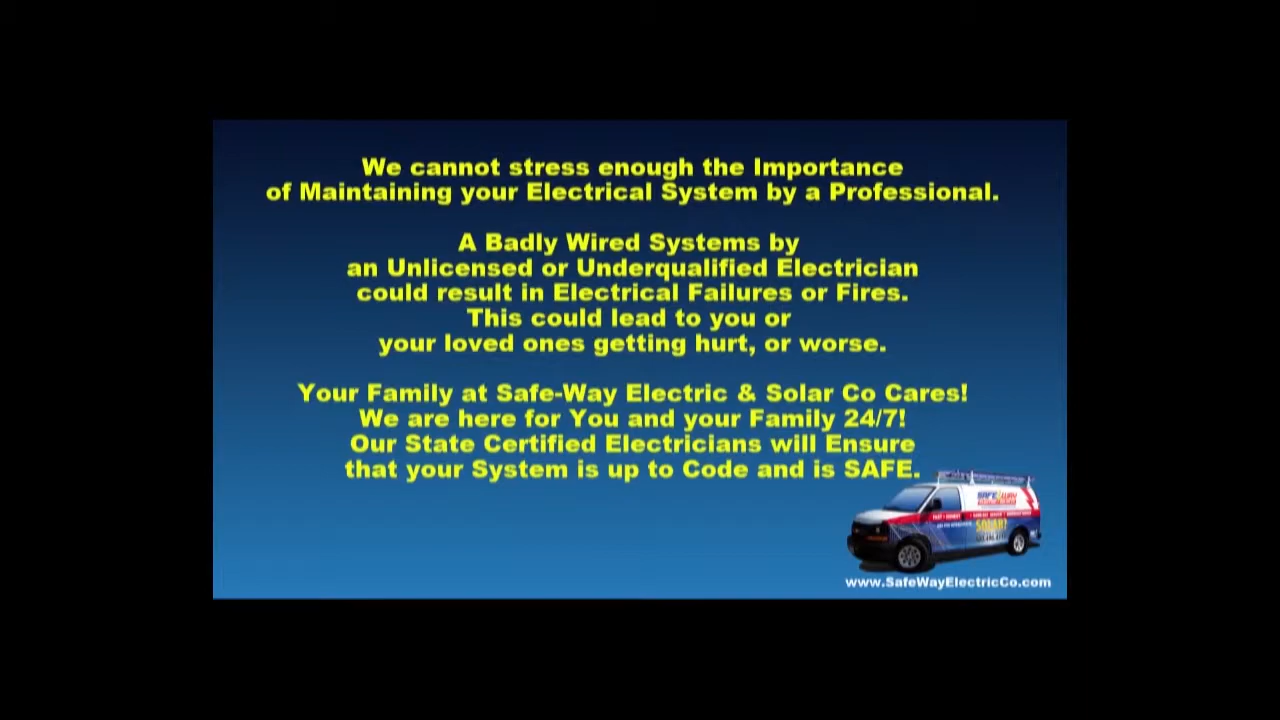 We cannot stress enough the Importance
of Maintaining your Electrical System by a Professional.
A Badly Wired Systems by
an Unlicensed or Underqualified Electrician
could result in Electrical Failures or Fires.
This could lead to you or
your loved ones getting hurt, or worse.
Your Family at Safe-Way Electric & Solar Co Cares!
We are here for You and your Family 24/7!
Our State Certified Electricians will Ensure
that your System is up to Code and is SAFE.
SAFE WAY
SOLAR!
www.SafeWayElectricCo.com